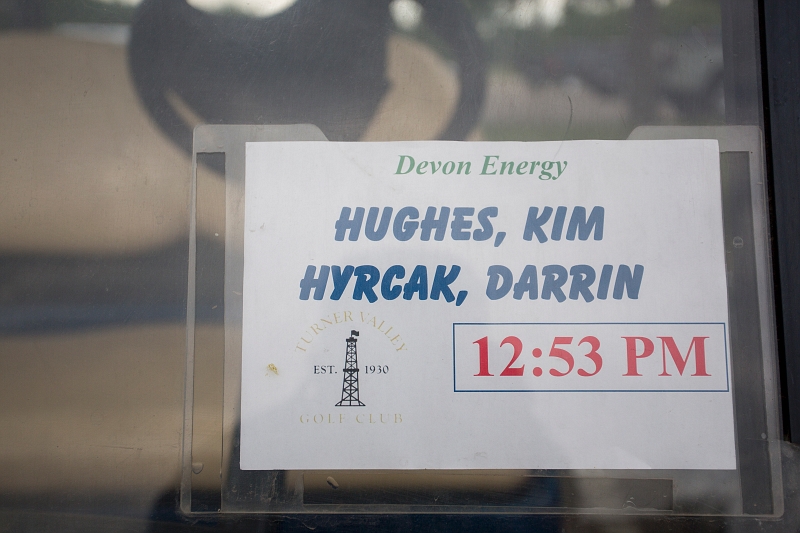 Devon Energy
HUGHES, KIM
HYRCAK, DARRIN
TURNER VALLEY
EST. 1930
GOLF CLUB
12:53 PM